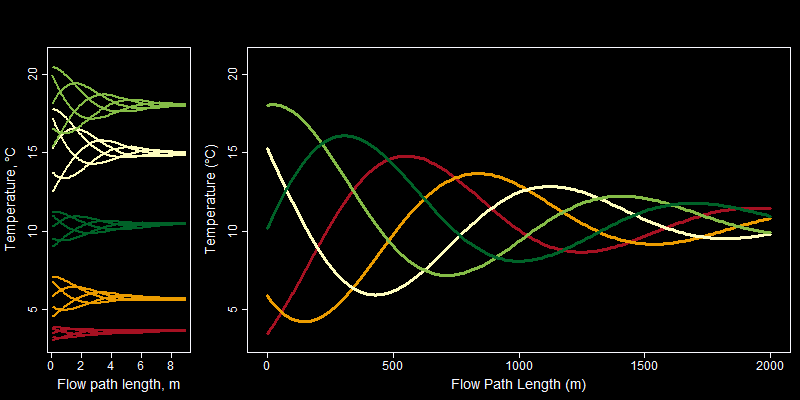 Temperature, °C
20
15
10
5
0 2 4 6 8
Flow path length, m
Temperature (°C)
20
15
10
5
0 500 1000 1500 2000
Flow Path Length (m)